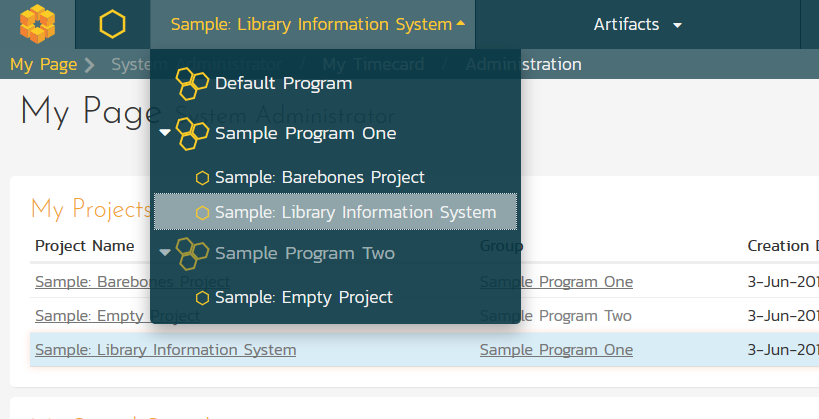 Sample: Library Information System
Artifacts
My Page
System Administrator / My Timecard / Administration
My Page System Administrator
Default Program
Sample Program One
Sample: Barebones Project
Sample: Library Information System
Sample Program Two
Sample: Empty Project
My Projects
Project Name Group Creation
Sample: Barebones Project Sample Program One 3-Jun-201
Sample: Empty Project Sample Program Two 3-Jun-201
Sample: Library Information System Sample Program One 3-Jun-201